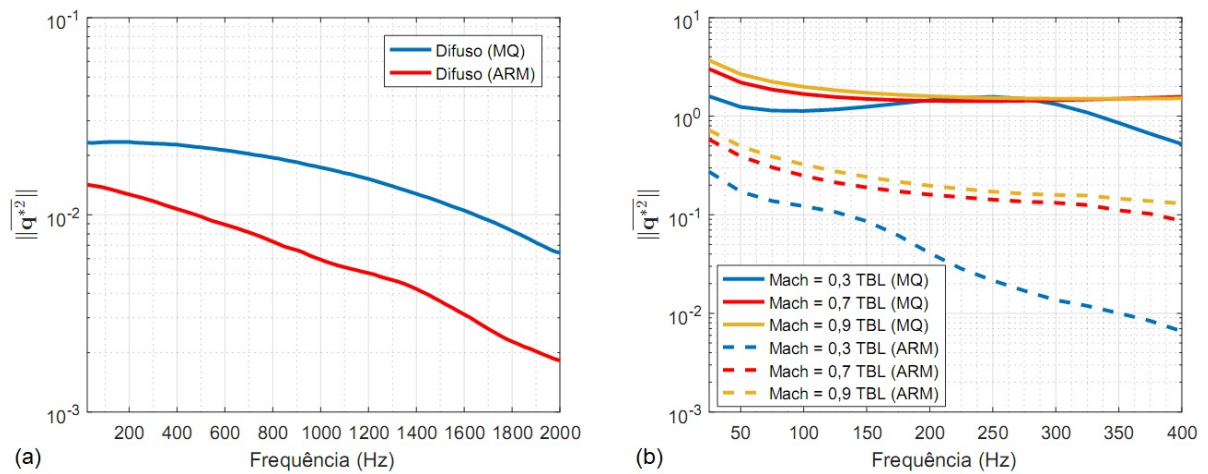 10^{-1}
10^{-2}
10^{-3}
||\overline{q^{*2}}||
Difuso (MQ)
Difuso (ARM)
200 400 600 800 1000 1200 1400 1600 1800 2000
Frequência (Hz)
(a)
10^{1}
10^{0}
10^{-1}
10^{-2}
10^{-3}
||\overline{q^{*2}}||
Mach = 0,3 TBL (MQ)
Mach = 0,7 TBL (MQ)
Mach = 0,9 TBL (MQ)
Mach = 0,3 TBL (ARM)
Mach = 0,7 TBL (ARM)
Mach = 0,9 TBL (ARM)
50 100 150 200 250 300 350 400
Frequência (Hz)
(b)